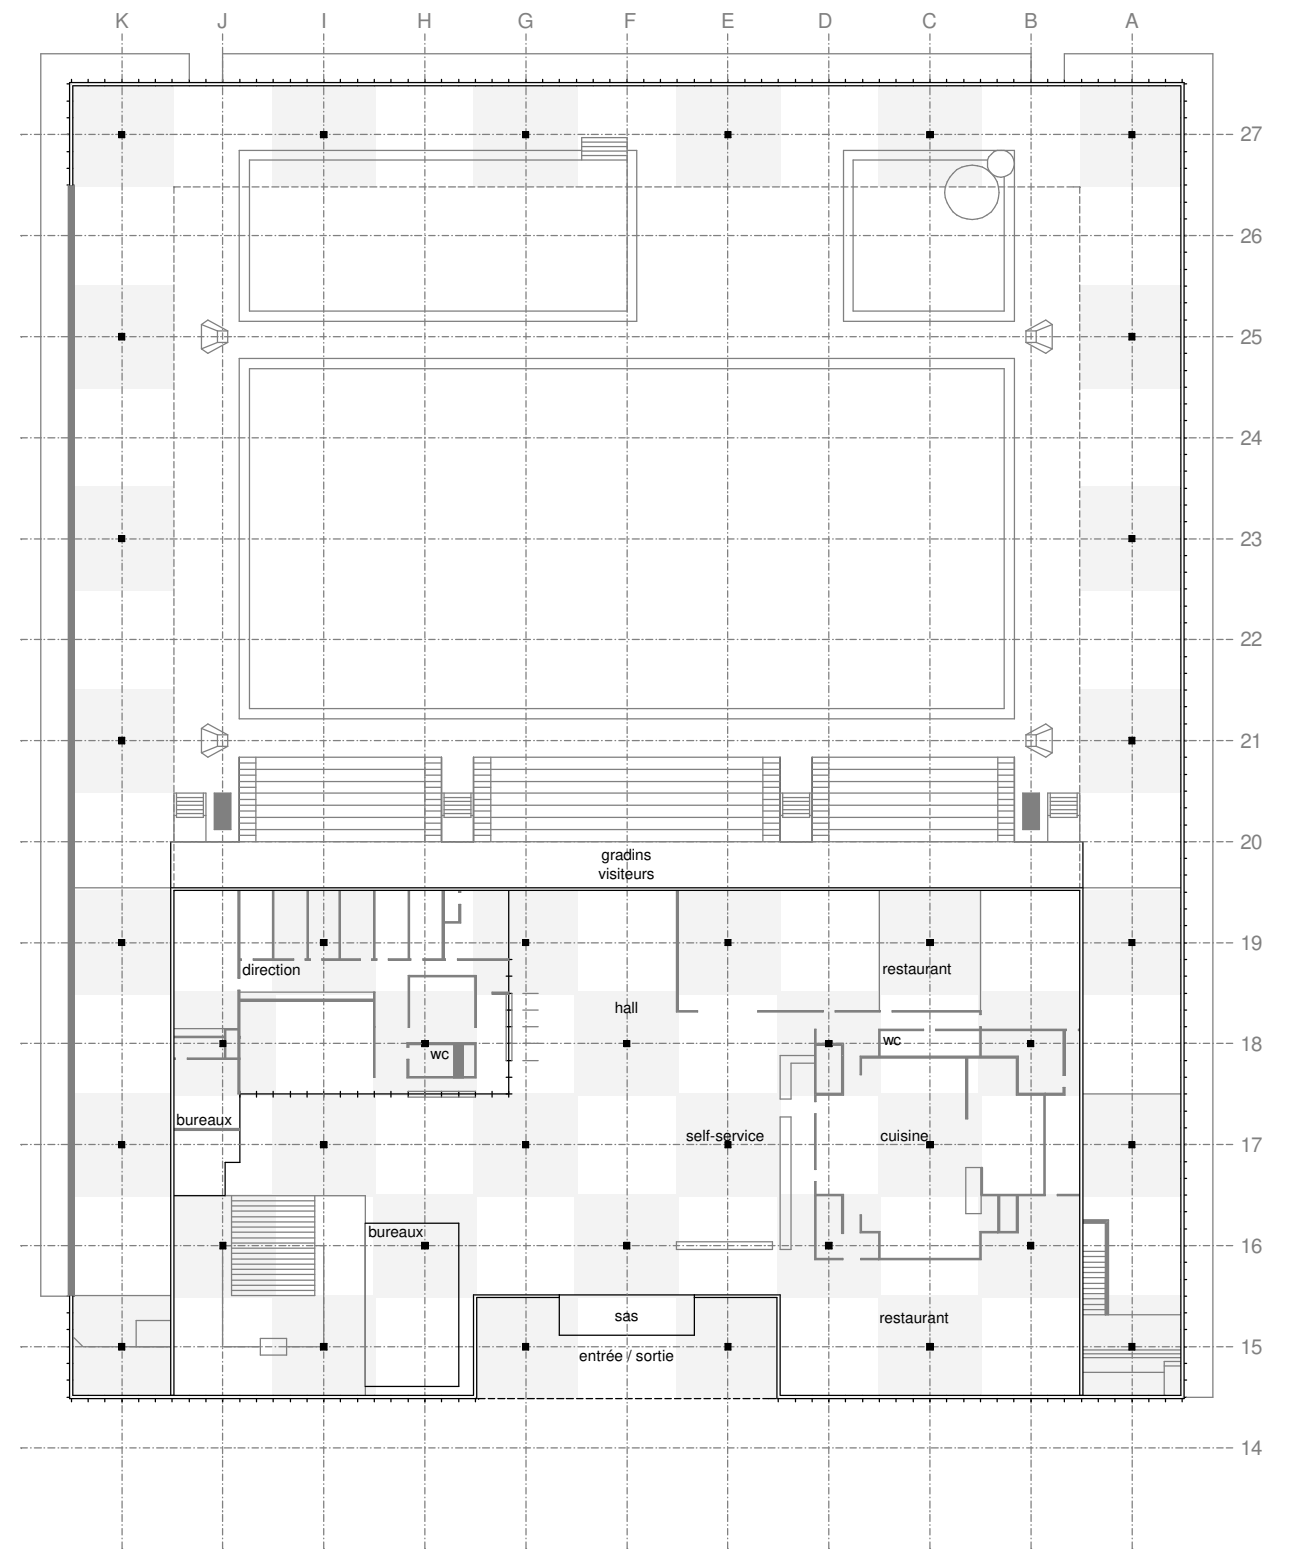 K J I H G F E D C B A
27
26
25
24
23
22
21
20
gradins
visiteurs
19
direction
restaurant
hall
18
wc
wc
bureaux
self-service
cuisine
17
bureaux
16
sas
restaurant
entrée / sortie
15
14